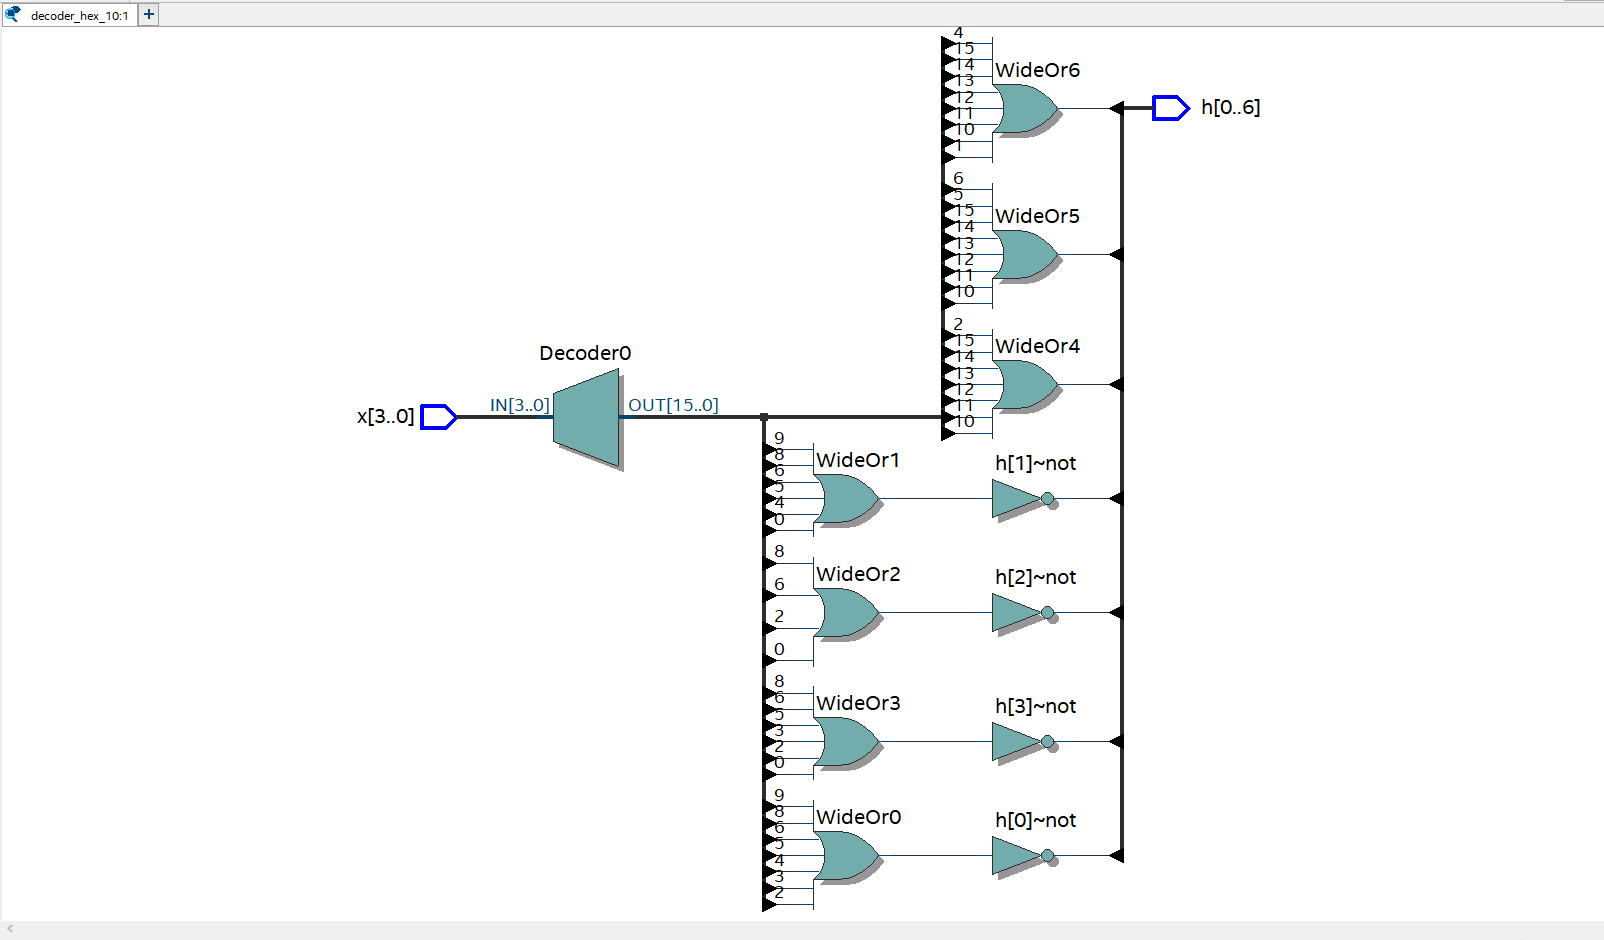 decoder_hex_10:1
+
4
15
14
13
12
11
10
1
WideOr6
h[0..6]
6
5
15
14
13
12
11
10
WideOr5
2
15
14
13
12
11
10
WideOr4
Decoder0
x[3..0]
IN[3..0]
OUT[15..0]
9
8
6
5
4
0
WideOr1
h[1]~not
8
6
2
0
WideOr2
h[2]~not
8
6
5
3
2
0
WideOr3
h[3]~not
9
8
6
5
4
3
2
WideOr0
h[0]~not